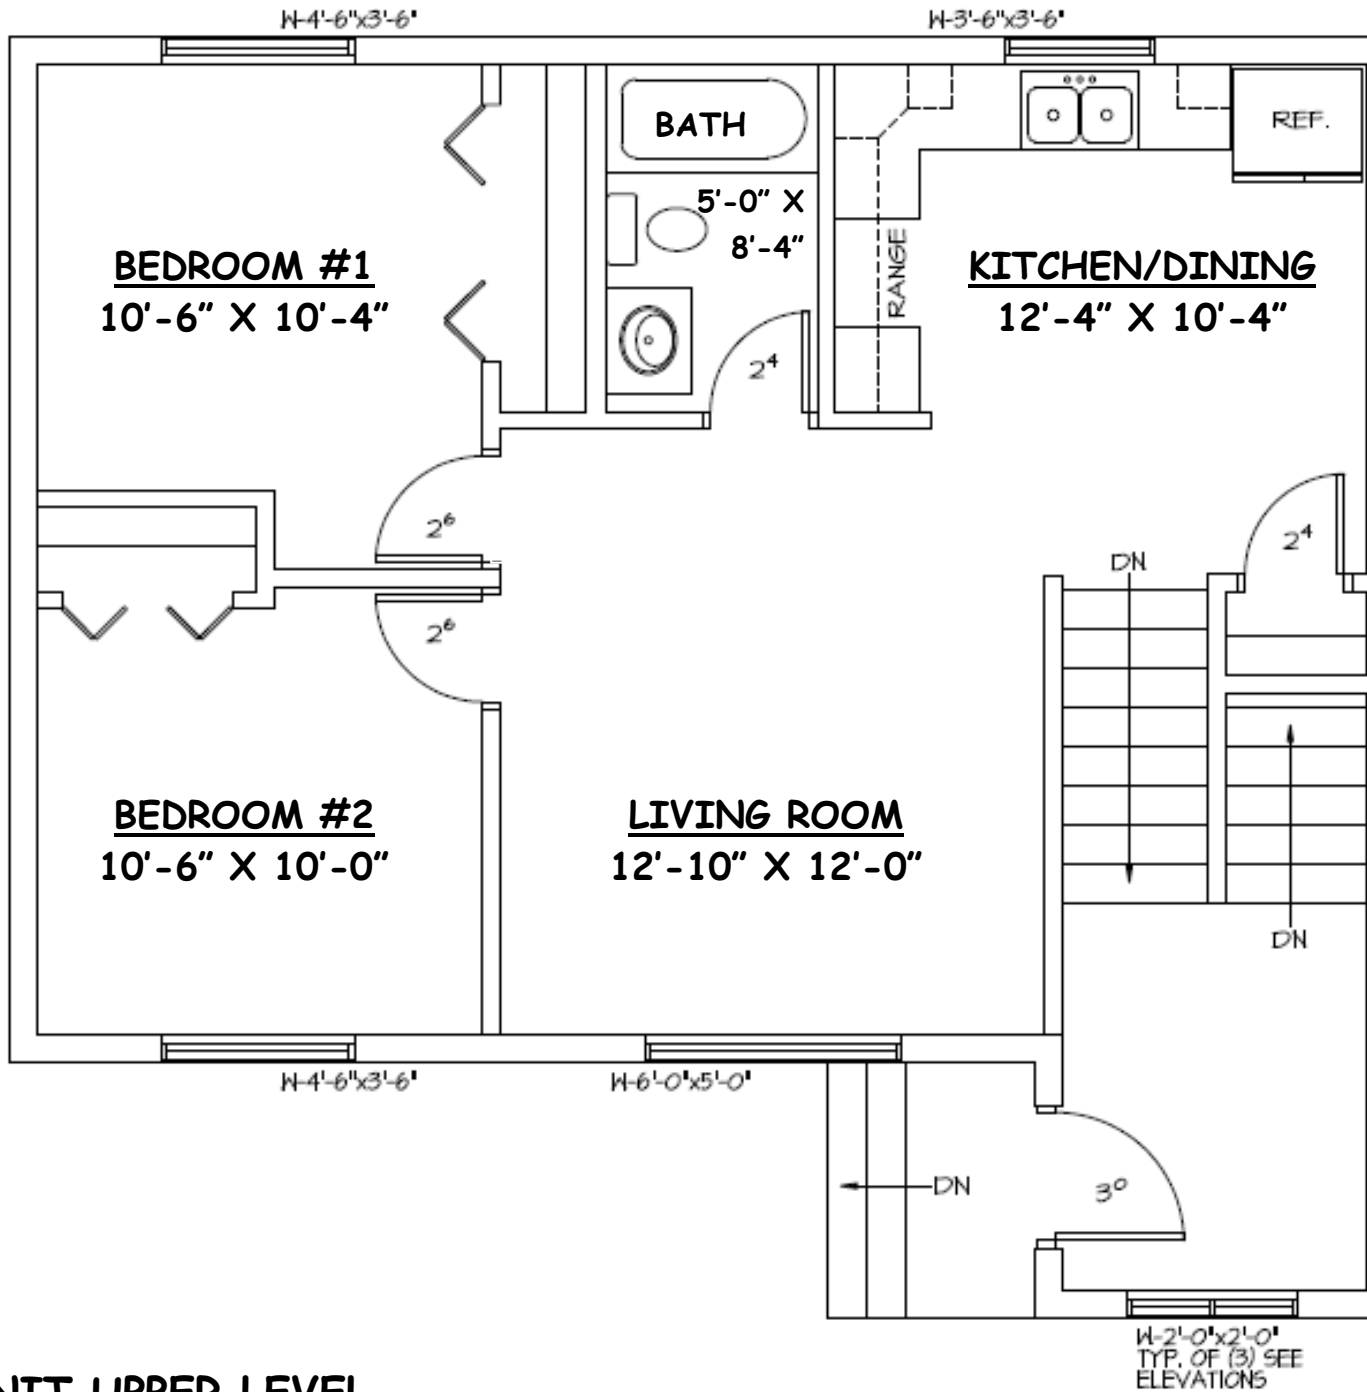 W-4'-6"x3'-6"
W-3'-6"x3'-6"
BATH
REF.
5'-0" X
8'-4"
RANGE
BEDROOM #1
10'-6" X 10'-4"
KITCHEN/DINING
12'-4" X 10'-4"
2⁴
2⁶
2⁴
DN
2⁶
BEDROOM #2
10'-6" X 10'-0"
LIVING ROOM
12'-10" X 12'-0"
DN
W-4'-6"x3'-6"
W-6'-0"x5'-0"
DN
3⁰
W-2'-0"x2'-0"
TYP. OF (3) SEE
ELEVATIONS
UPPER LEVEL